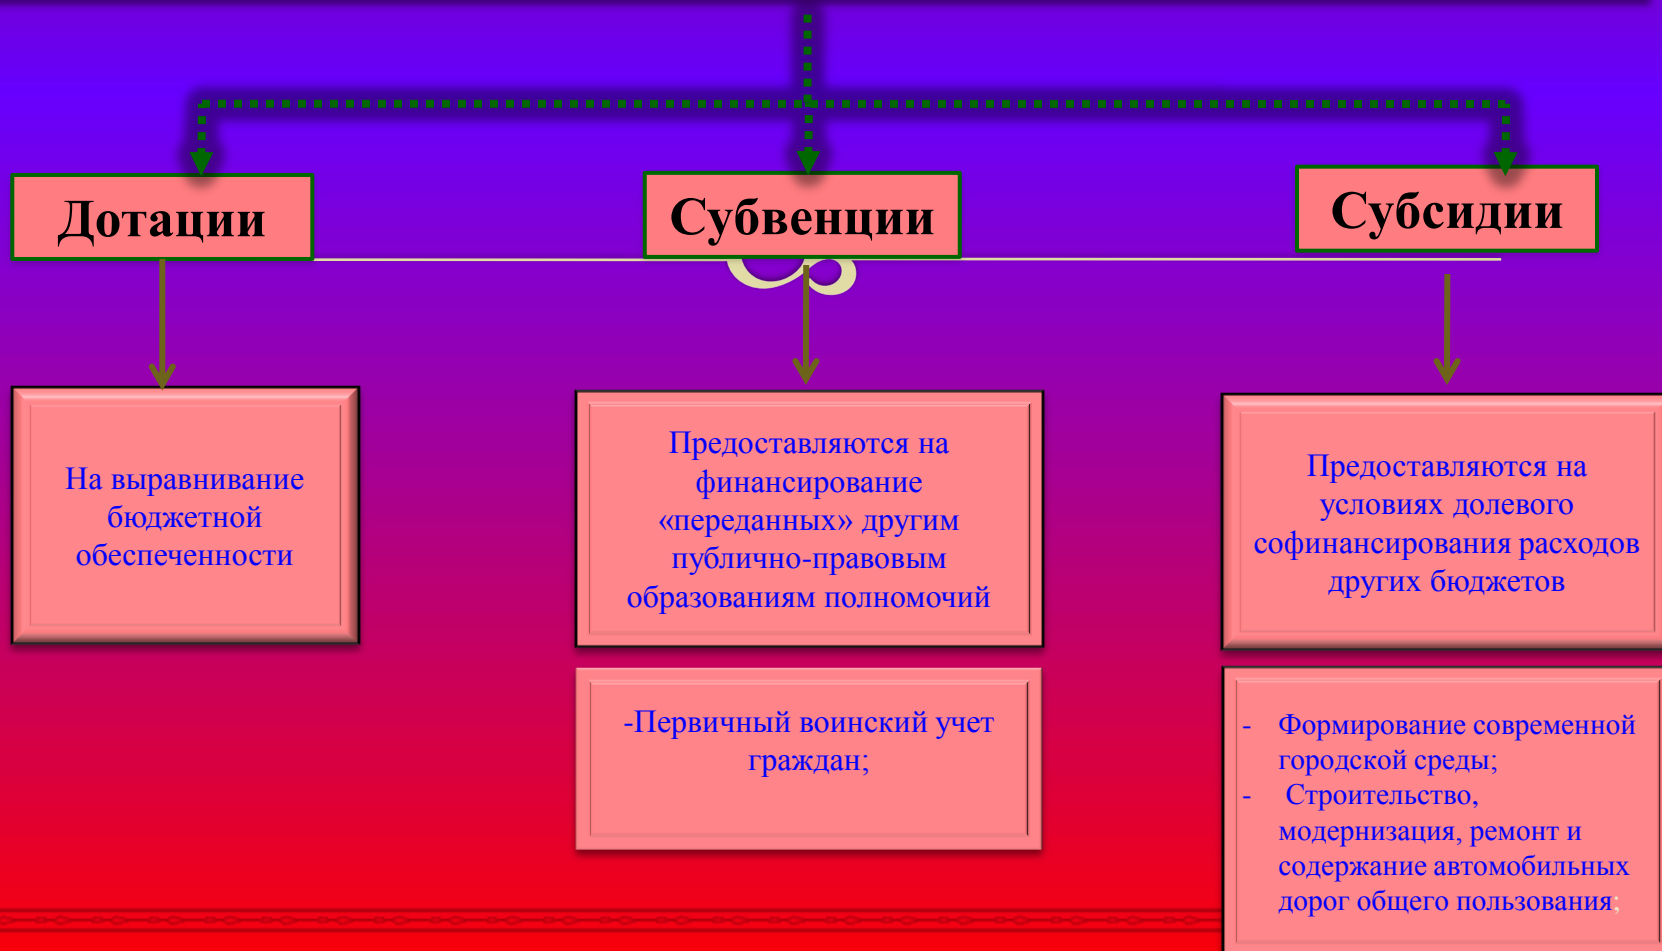 Дотации
Субвенции
Субсидии
На выравнивание
бюджетной
обеспеченности
Предоставляются на
финансирование
«переданных» другим
публично-правовым
образованиям полномочий
Предоставляются на
условиях долевого
софинансирования расходов
других бюджетов
-Первичный воинский учет
граждан;
- Формирование современной
городской среды;
- Строительство,
модернизация, ремонт и
содержание автомобильных
дорог общего пользования;